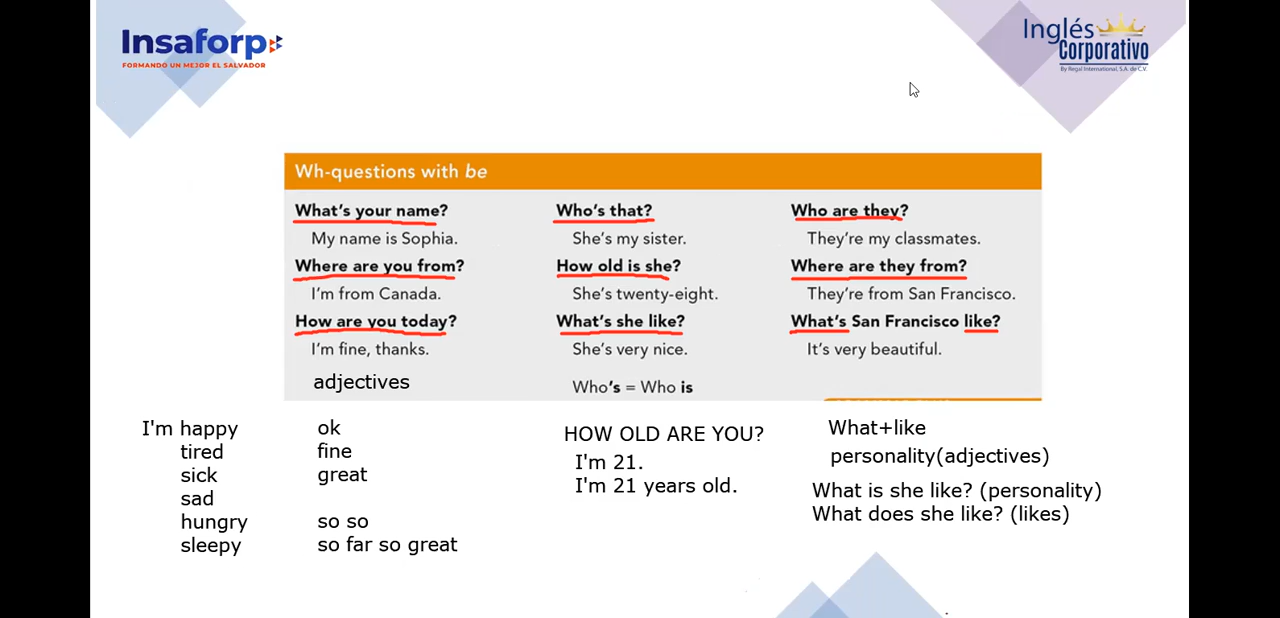 Insaforp
FORMANDO UN MEJOR EL SALVADOR
Inglés
Corporativo
By Regal International, S.A. de C.V.
Wh-questions with be
What's your name?
My name is Sophia.
Where are you from?
I'm from Canada.
How are you today?
I'm fine, thanks.
Who's that?
She's my sister.
How old is she?
She's twenty-eight.
What's she like?
She's very nice.
Who's = Who is
Who are they?
They're my classmates.
Where are they from?
They're from San Francisco.
What's San Francisco like?
It's very beautiful.
adjectives
I'm happy
tired
sick
sad
hungry
sleepy
ok
fine
great
so so
so far so great
HOW OLD ARE YOU?
I'm 21.
I'm 21 years old.
What+like
personality(adjectives)
What is she like? (personality)
What does she like? (likes)